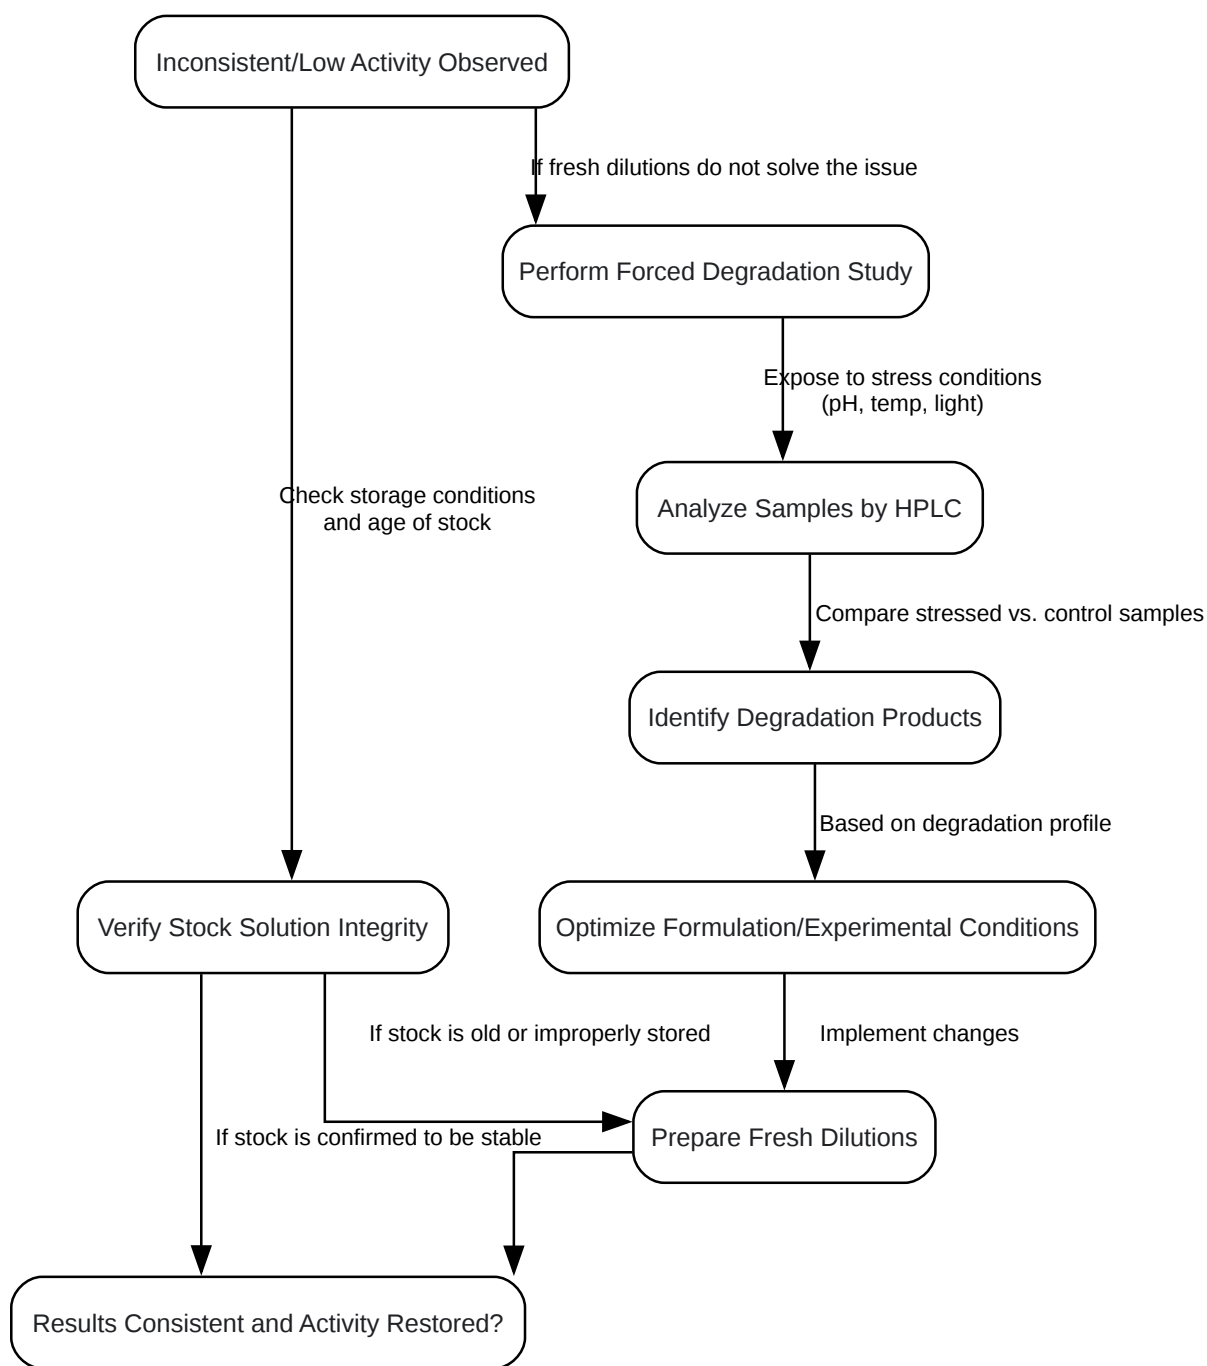 Inconsistent/Low Activity Observed
If fresh dilutions do not solve the issue
Perform Forced Degradation Study
Expose to stress conditions
(pH, temp, light)
Check storage conditions
and age of stock
Analyze Samples by HPLC
Compare stressed vs. control samples
Identify Degradation Products
Based on degradation profile
Verify Stock Solution Integrity
Optimize Formulation/Experimental Conditions
If stock is old or improperly stored
Implement changes
If stock is confirmed to be stable
Prepare Fresh Dilutions
Results Consistent and Activity Restored?